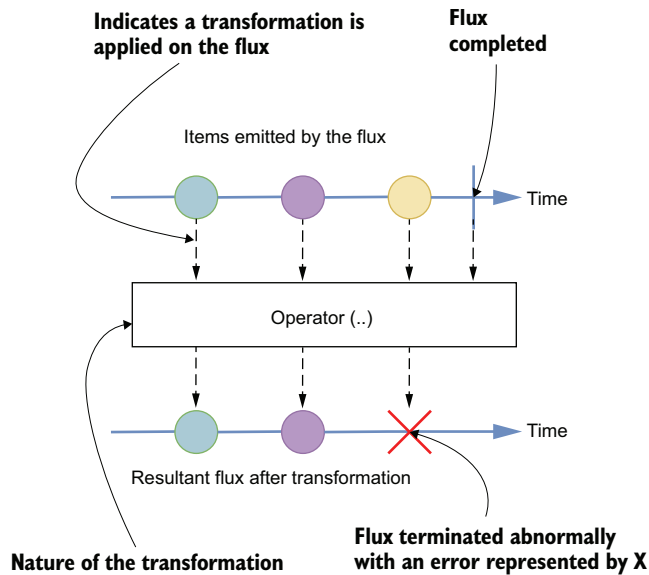 Indicates a transformation is
applied on the flux
Flux
completed
Items emitted by the flux
Time
Operator (..)
Time
Resultant flux after transformation
Nature of the transformation
Flux terminated abnormally
with an error represented by X